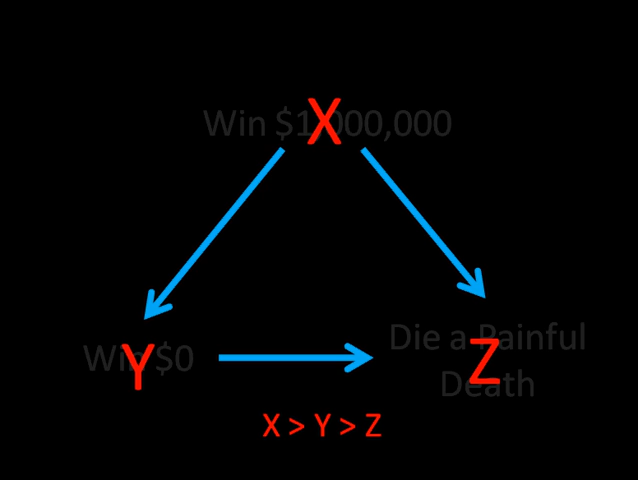 Win $1,000,000
X
Win $0
Y
Die a Painful
Death
Z
X > Y > Z